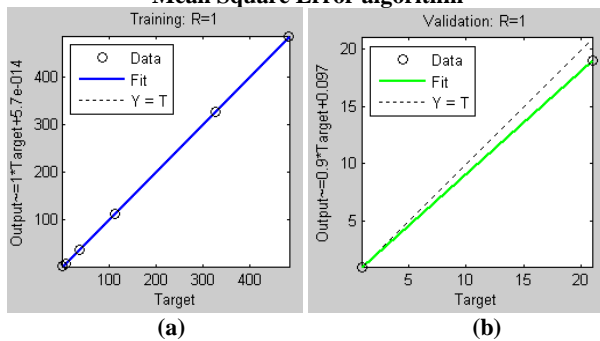 Mean Square Error algorithm
Training: R=1
Output~=1*Target+5.7e-014
Data
Fit
Y = T
400
300
200
100
100
200
300
400
Target
(a)
Validation: R=1
Output~=0.9*Target+0.097
Data
Fit
Y = T
20
15
10
5
5
10
15
20
Target
(b)